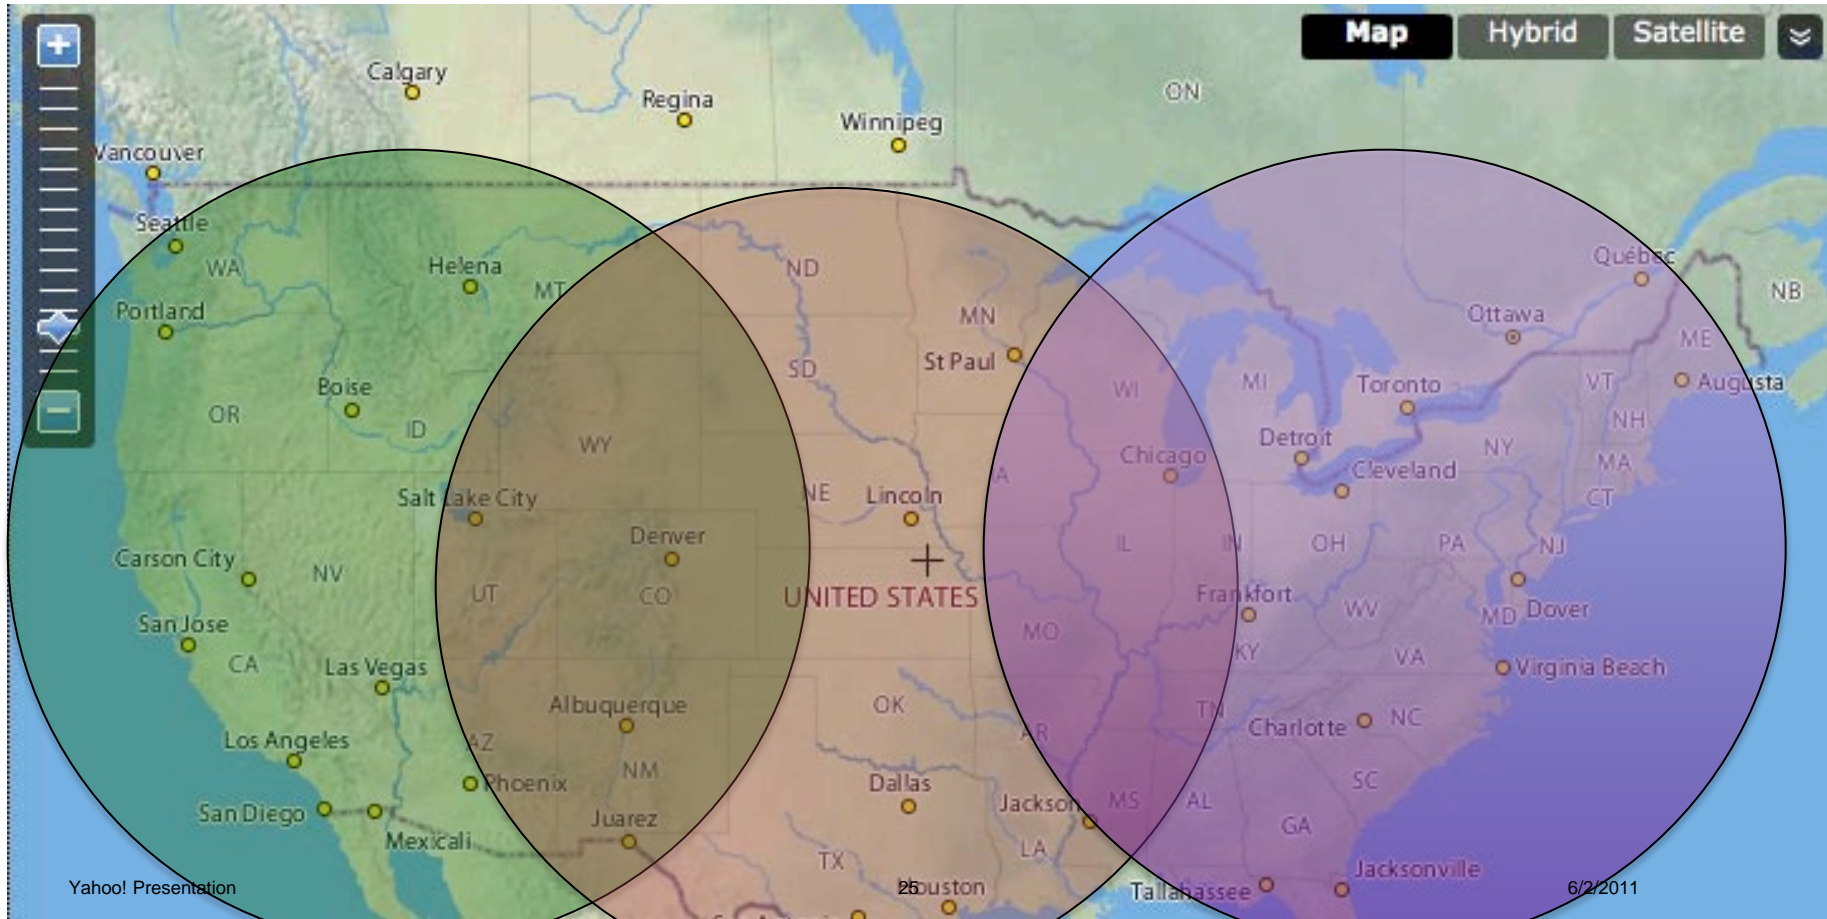 +
Map
Hybrid
Satellite
Calgary
Regina
Winnipeg
ON
Vancouver
Seattle
WA
Helena
MT
ND
Québec
NB
Portland
MN
Ottawa
ME
St Paul
SD
Boise
WI
MI
Toronto
VT
Augusta
OR
ID
WY
NH
Detroit
NY
Chicago
Cleveland
MA
Salt Lake City
NE
Lincoln
CT
Denver
IL
IN
OH
PA
NJ
Carson City
NV
UT
CO
UNITED STATES
Frankfort
WV
MD
Dover
San Jose
MO
CA
Las Vegas
KY
VA
Virginia Beach
Albuquerque
OK
TN
Charlotte
NC
Los Angeles
AZ
AR
NM
Phoenix
Dallas
SC
San Diego
Juarez
Jackson
MS
AL
GA
Mexicali
TX
LA
Jacksonville
Yahoo! Presentation
25
Houston
Tallahassee
6/2/2011